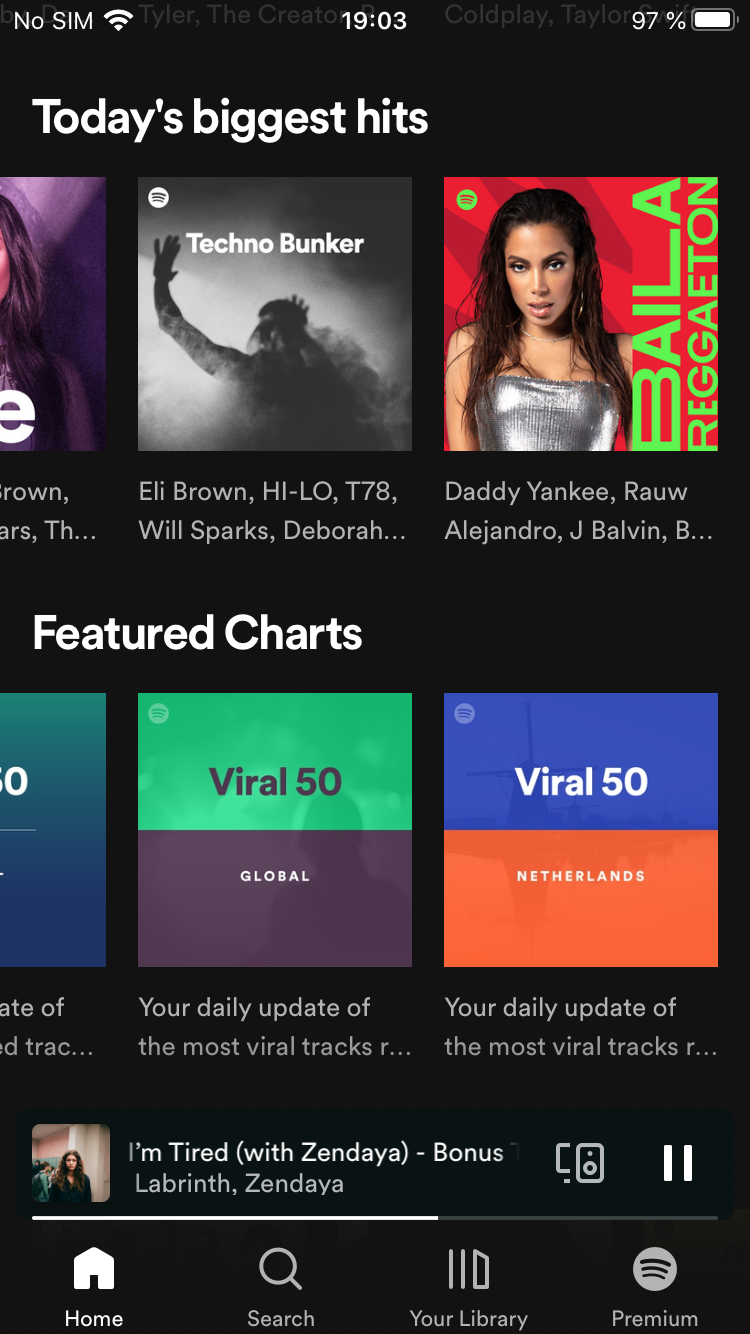 Tyler, The Creator,
Coldplay, Taylor Swift
No SIM 19:03 97 %
Today's biggest hits
e
Techno Bunker
BAILA
REGGAETON
Brown,
ars, Th...
Eli Brown, HI-LO, T78,
Will Sparks, Deborah...
Daddy Yankee, Rauw
Alejandro, J Balvin, B...
Featured Charts
50
Viral 50
GLOBAL
Viral 50
NETHERLANDS
ate of
ed trac...
Your daily update of
the most viral tracks r...
Your daily update of
the most viral tracks r...
I'm Tired (with Zendaya) - Bonus T
Labrinth, Zendaya
Home
Search
Your Library
Premium